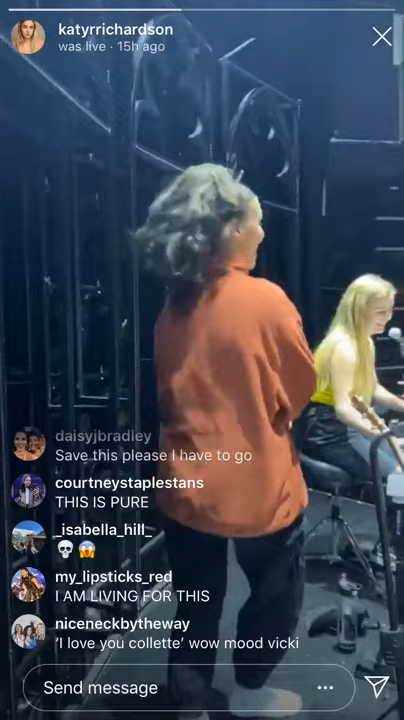 katyrrichardson
was live · 15h ago
daisyjbradley
Save this please I have to go
courtneystaplestans
THIS IS PURE
_isabella_hill_
💀😱
my_lipsticks_red
I AM LIVING FOR THIS
niceneckbytheway
‘I love you collette’ wow mood vicki
Send message